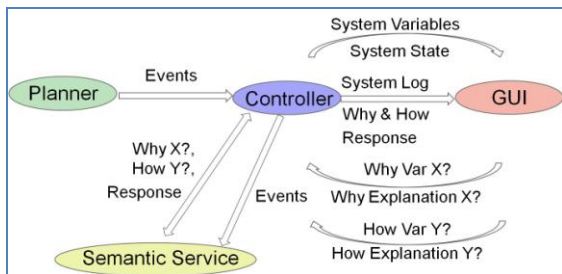 System Variables
System State
Events
System Log
Planner
Controller
GUI
Why & How
Response
Why X?,
How Y?,
Response
Why Var X?
Why Explanation X?
Events
How Var Y?
How Explanation Y?
Semantic Service